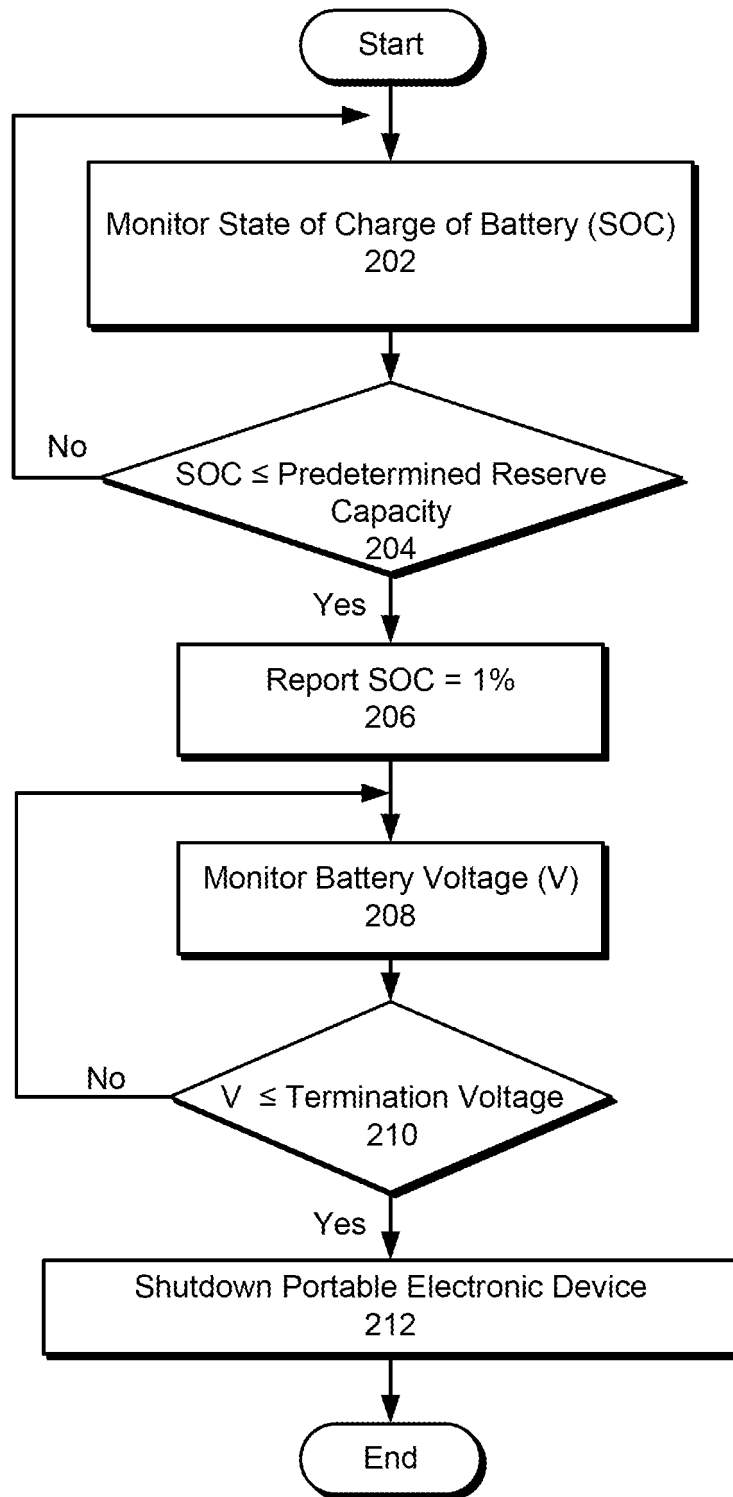 Start
Monitor State of Charge of Battery (SOC)
202
No
SOC ≤ Predetermined Reserve
Capacity
204
Yes
Report SOC = 1%
206
Monitor Battery Voltage (V)
208
No
V ≤ Termination Voltage
210
Yes
Shutdown Portable Electronic Device
212
End